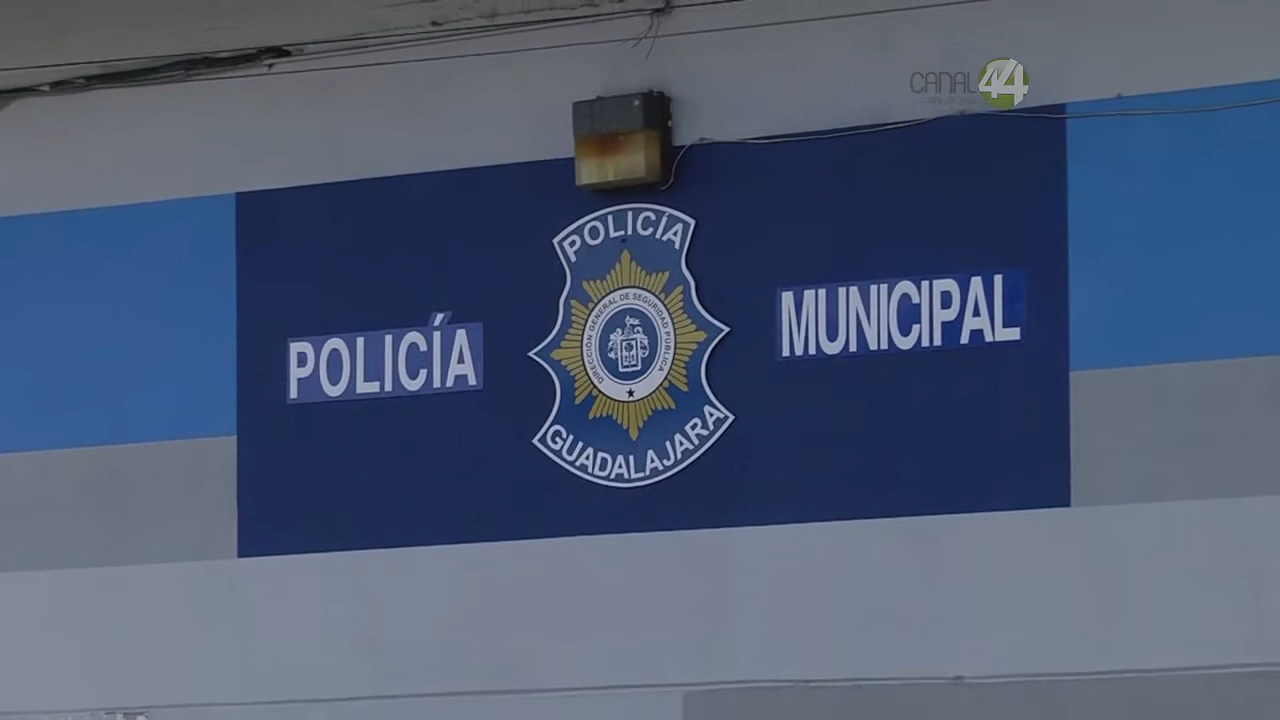 CANAL 44
POLICÍA
POLICÍA
DIRECCIÓN GENERAL DE SEGURIDAD PÚBLICA
GUADALAJARA
MUNICIPAL